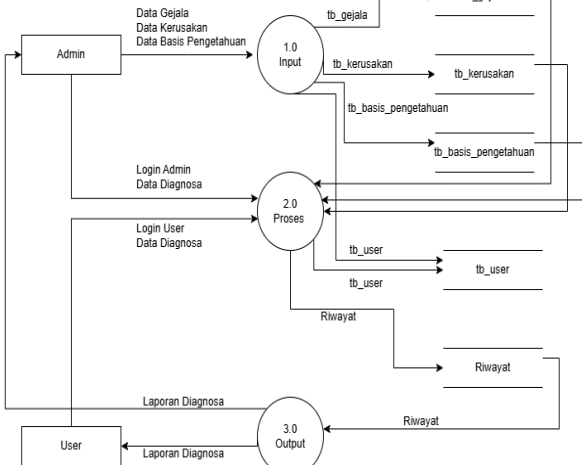 Data Gejala
Data Kerusakan
Data Basis Pengetahuan
tb_gejala
Admin
1.0
Input
tb_kerusakan
tb_kerusakan
tb_basis_pengetahuan
tb_basis_pengetahuan
Login Admin
Data Diagnosa
2.0
Proses
Login User
Data Diagnosa
tb_user
tb_user
tb_user
Riwayat
Riwayat
Laporan Diagnosa
Riwayat
3.0
Output
User
Laporan Diagnosa